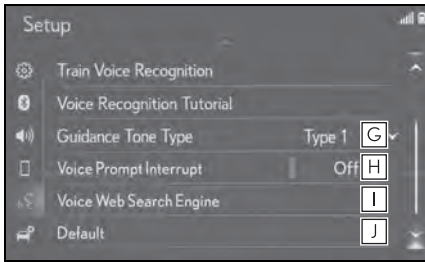 Setup
Train Voice Recognition
Voice Recognition Tutorial
Guidance Tone Type Type 1 G
Voice Prompt Interrupt Off H
Voice Web Search Engine I
Default J